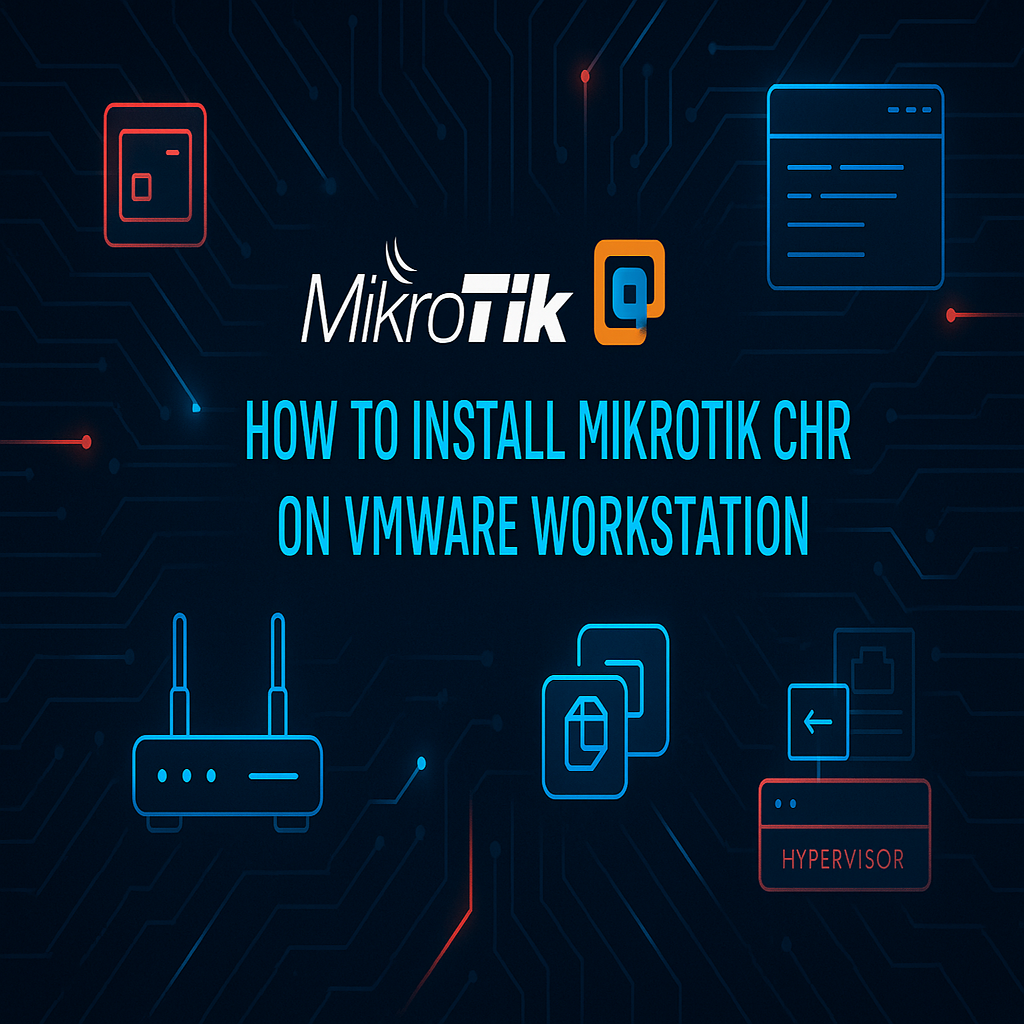 MikroTik
HOW TO INSTALL MIKROTIK CHR
ON VMWARE WORKSTATION
HYPERVISOR